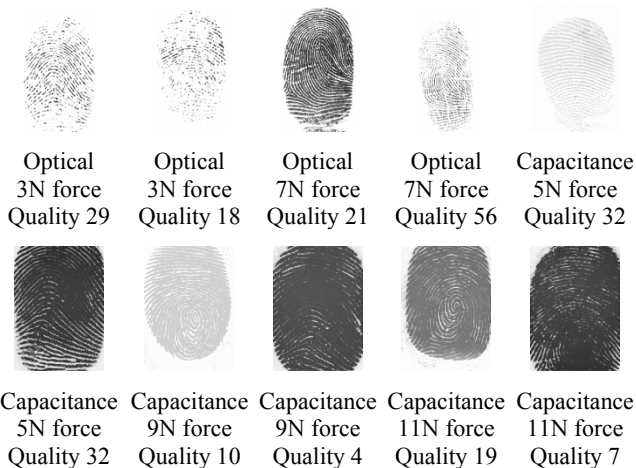 Optical Optical Optical Optical Capacitance
3N force 3N force 7N force 7N force 5N force
Quality 29 Quality 18 Quality 21 Quality 56 Quality 32
Capacitance Capacitance Capacitance Capacitance Capacitance
5N force 9N force 9N force 11N force 11N force
Quality 32 Quality 10 Quality 4 Quality 19 Quality 7